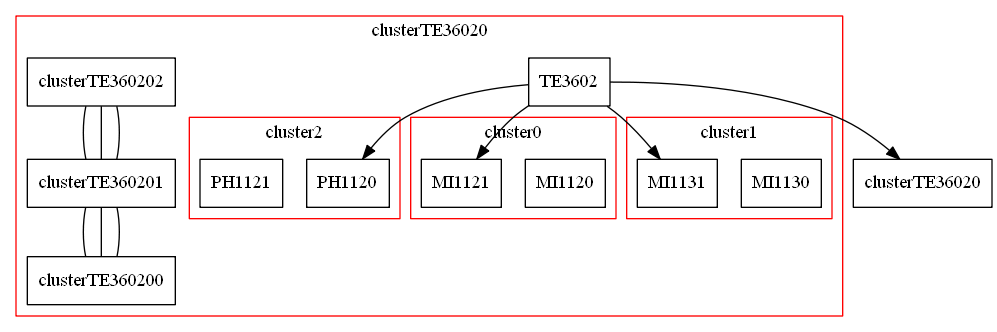 clusterTE36020
clusterTE360202
TE3602
cluster2
cluster0
cluster1
clusterTE360201
PH1121
PH1120
MI1121
MI1120
MI1131
MI1130
clusterTE36020
clusterTE360200